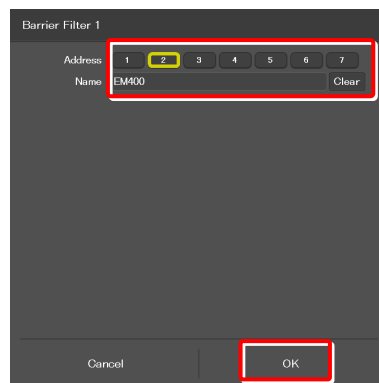 Barrier Filter 1
Address 1 2 3 4 5 6 7
Name EM400 Clear
Cancel OK